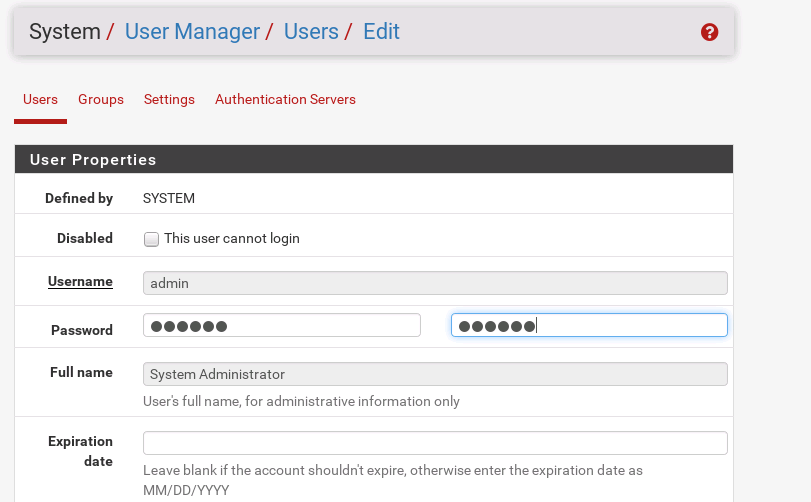 System / User Manager / Users / Edit
Users Groups Settings Authentication Servers
User Properties
Defined by SYSTEM
Disabled This user cannot login
Username admin
Password ●●●●●● ●●●●●●
Full name System Administrator
User's full name, for administrative information only
Expiration
date
Leave blank if the account shouldn't expire, otherwise enter the expiration date as
MM/DD/YYYY